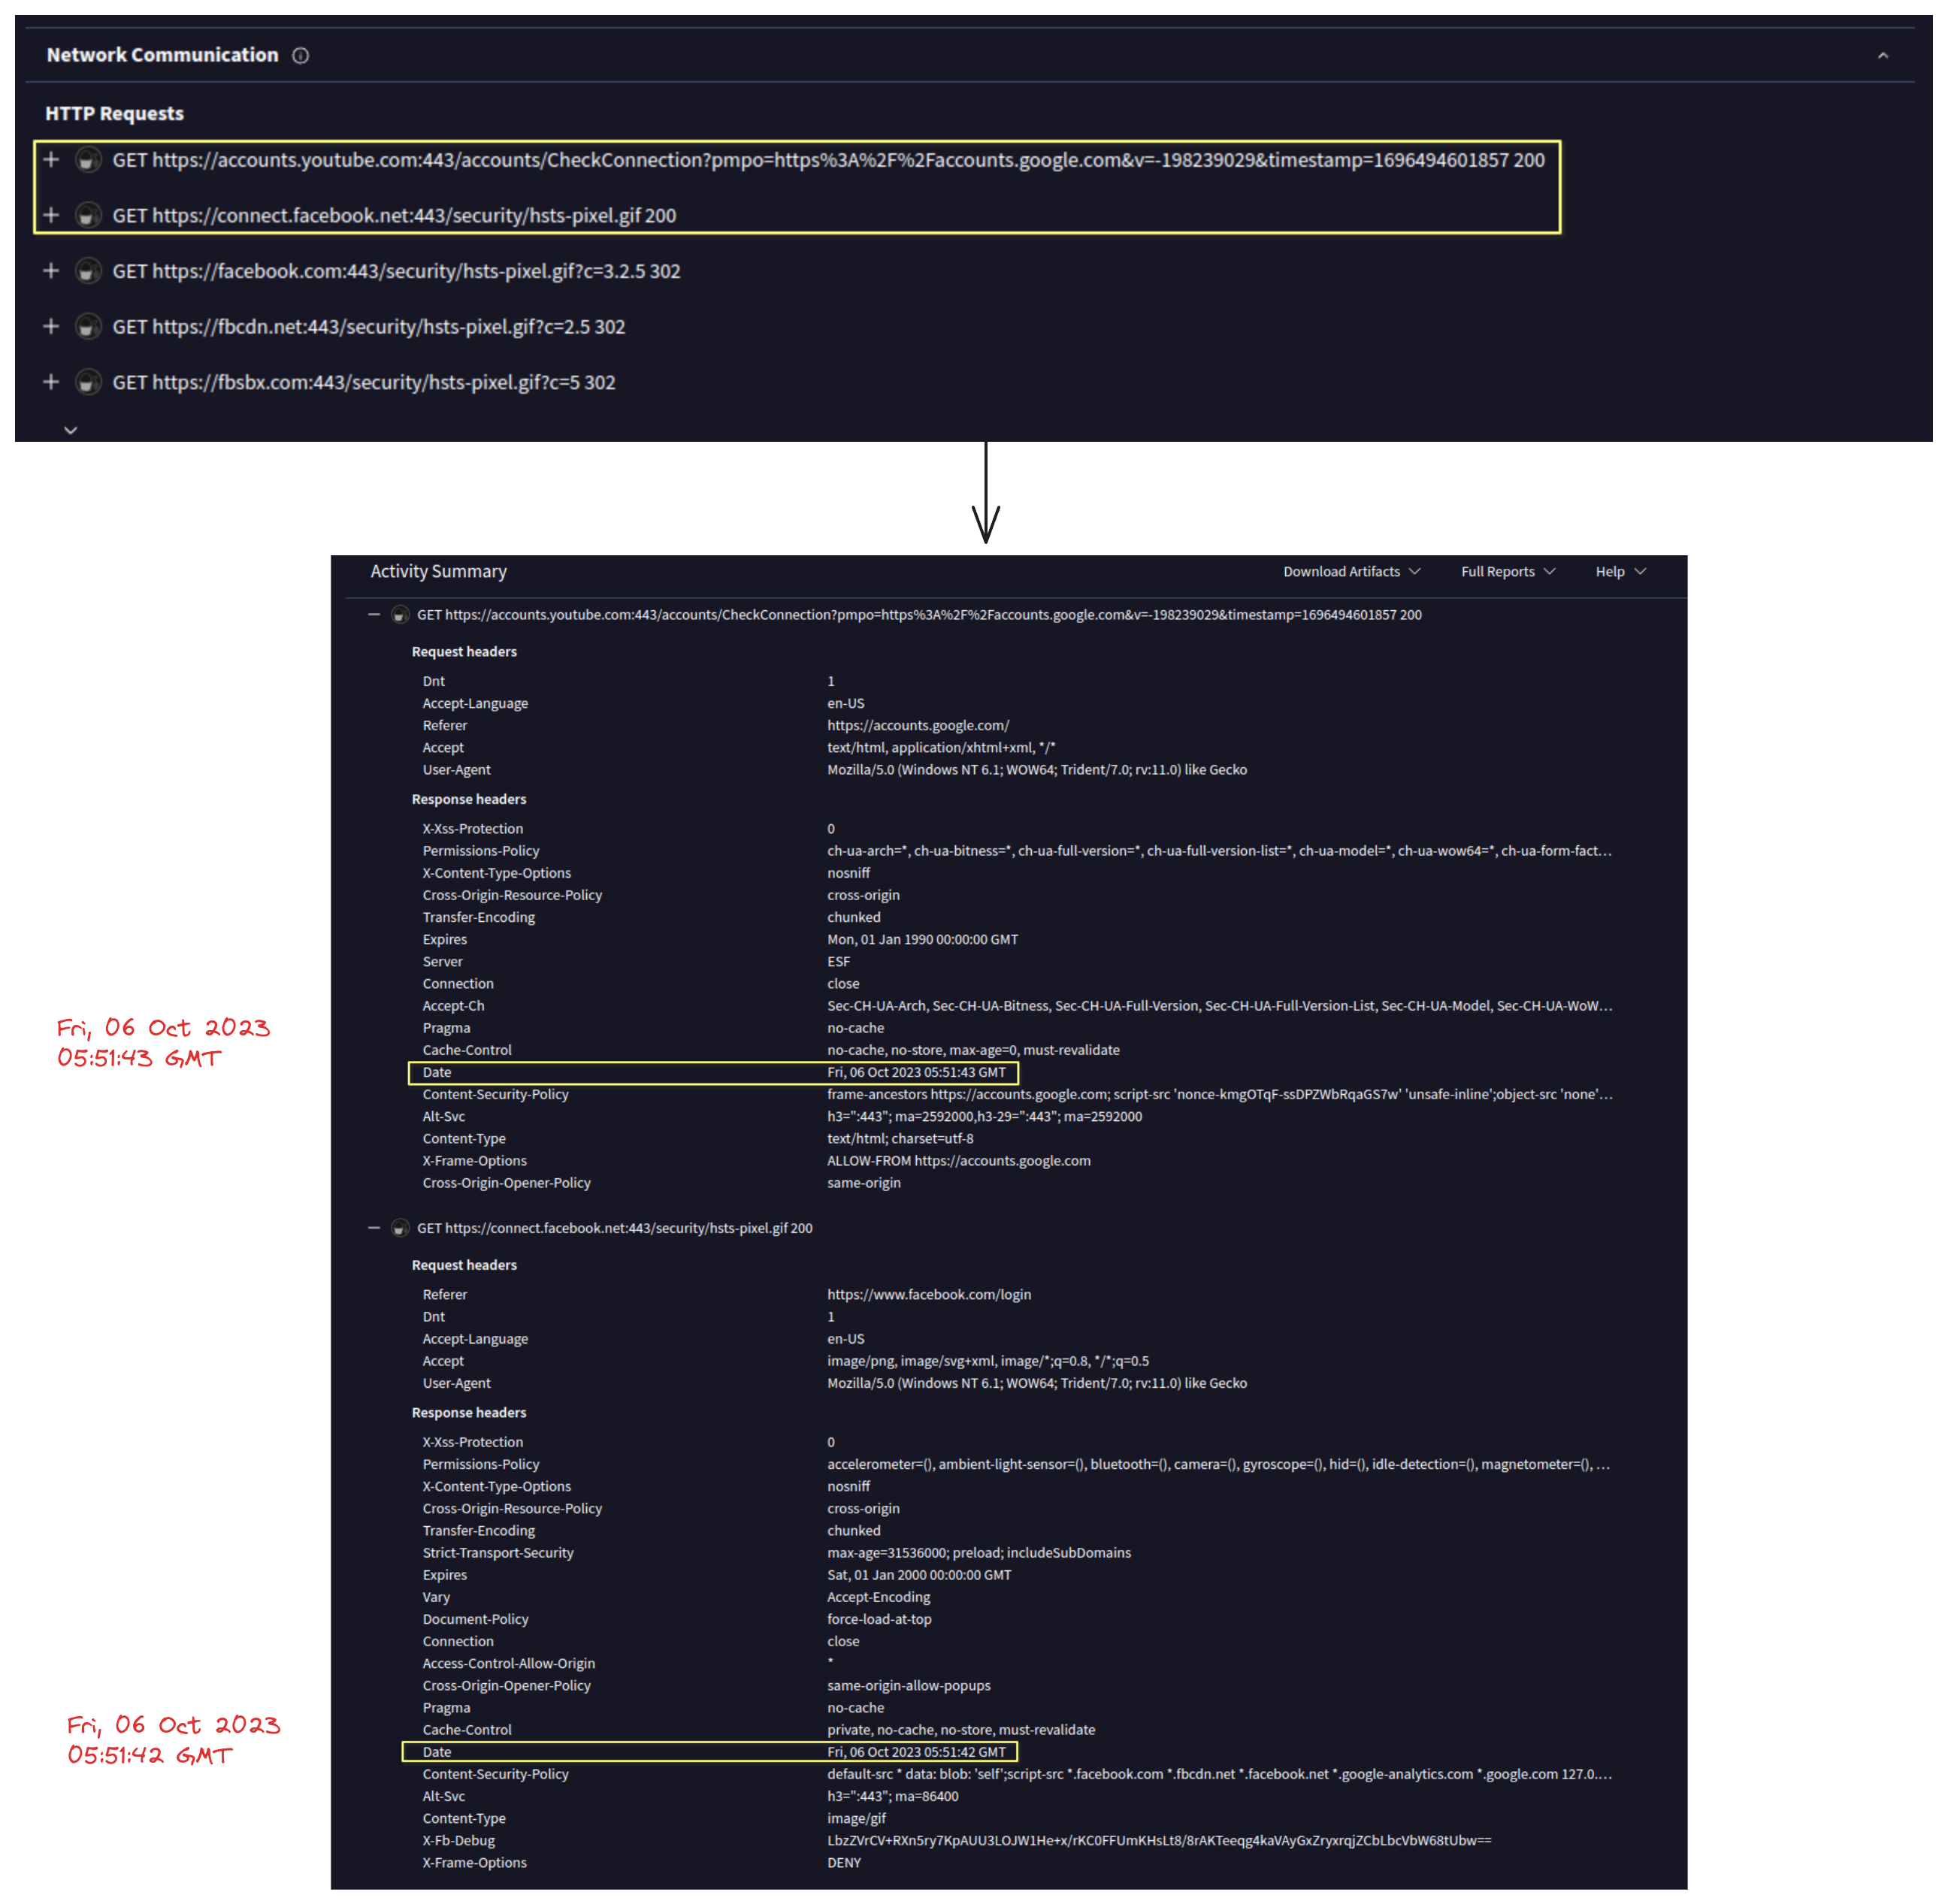 Network Communication
HTTP Requests
GET https://accounts.youtube.com:443/accounts/CheckConnection?pmpo=https%3A%2F%2Faccounts.google.com&v=-198239029&timestamp=1696494601857 200
GET https://connect.facebook.net:443/security/hsts-pixel.gif 200
GET https://facebook.com:443/security/hsts-pixel.gif?c=3.2.5 302
GET https://fbcdn.net:443/security/hsts-pixel.gif?c=2.5 302
GET https://fbsbx.com:443/security/hsts-pixel.gif?c=5 302
Activity Summary Download Artifacts Full Reports Help
GET https://accounts.youtube.com:443/accounts/CheckConnection?pmpo=https%3A%2F%2Faccounts.google.com&v=-198239029&timestamp=1696494601857 200
Request headers
Dnt 1
Accept-Language en-US
Referer https://accounts.google.com/
Accept text/html, application/xhtml+xml, */*
User-Agent Mozilla/5.0 (Windows NT 6.1; WOW64; Trident/7.0; rv:11.0) like Gecko
Response headers
X-Xss-Protection 0
Permissions-Policy ch-ua-arch=*, ch-ua-bitness=*, ch-ua-full-version=*, ch-ua-full-version-list=*, ch-ua-model=*, ch-ua-wow64=*, ch-ua-form-fact...
X-Content-Type-Options nosniff
Cross-Origin-Resource-Policy cross-origin
Transfer-Encoding chunked
Expires Mon, 01 Jan 1990 00:00:00 GMT
Server ESF
Connection close
Accept-Ch Sec-CH-UA-Arch, Sec-CH-UA-Bitness, Sec-CH-UA-Full-Version, Sec-CH-UA-Full-Version-List, Sec-CH-UA-Model, Sec-CH-UA-WoW...
Pragma no-cache
Cache-Control no-cache, no-store, max-age=0, must-revalidate
Fri, 06 Oct 2023
05:51:43 GMT
Date Fri, 06 Oct 2023 05:51:43 GMT
Content-Security-Policy frame-ancestors https://accounts.google.com; script-src 'nonce-kmgOTqF-ssDPZWbRqaGS7w' 'unsafe-inline';object-src 'none'...
Alt-Svc h3=":443"; ma=2592000,h3-29=":443"; ma=2592000
Content-Type text/html; charset=utf-8
X-Frame-Options ALLOW-FROM https://accounts.google.com
Cross-Origin-Opener-Policy same-origin
GET https://connect.facebook.net:443/security/hsts-pixel.gif 200
Request headers
Referer https://www.facebook.com/login
Dnt 1
Accept-Language en-US
Accept image/png, image/svg+xml, image/*;q=0.8, */*;q=0.5
User-Agent Mozilla/5.0 (Windows NT 6.1; WOW64; Trident/7.0; rv:11.0) like Gecko
Response headers
X-Xss-Protection 0
Permissions-Policy accelerometer=(), ambient-light-sensor=(), bluetooth=(), camera=(), gyroscope=(), hid=(), idle-detection=(), magnetometer=(), ...
X-Content-Type-Options nosniff
Cross-Origin-Resource-Policy cross-origin
Transfer-Encoding chunked
Strict-Transport-Security max-age=31536000; preload; includeSubDomains
Expires Sat, 01 Jan 2000 00:00:00 GMT
Vary Accept-Encoding
Document-Policy force-load-at-top
Connection close
Access-Control-Allow-Origin *
Cross-Origin-Opener-Policy same-origin-allow-popups
Pragma no-cache
Cache-Control private, no-cache, no-store, must-revalidate
Fri, 06 Oct 2023
05:51:42 GMT
Date Fri, 06 Oct 2023 05:51:42 GMT
Content-Security-Policy default-src * data: blob: 'self';script-src *.facebook.com *.fbcdn.net *.facebook.net *.google-analytics.com *.google.com 127.0....
Alt-Svc h3=":443"; ma=86400
Content-Type image/gif
X-Fb-Debug LbzZVrCV+RXn5ry7KpAUU3LOJW1He+x/rKC0FFUmKHsLt8/8rAKTeeqg4kaVAyGxZryxrqjZCbLbcVbW68tUbw==
X-Frame-Options DENY